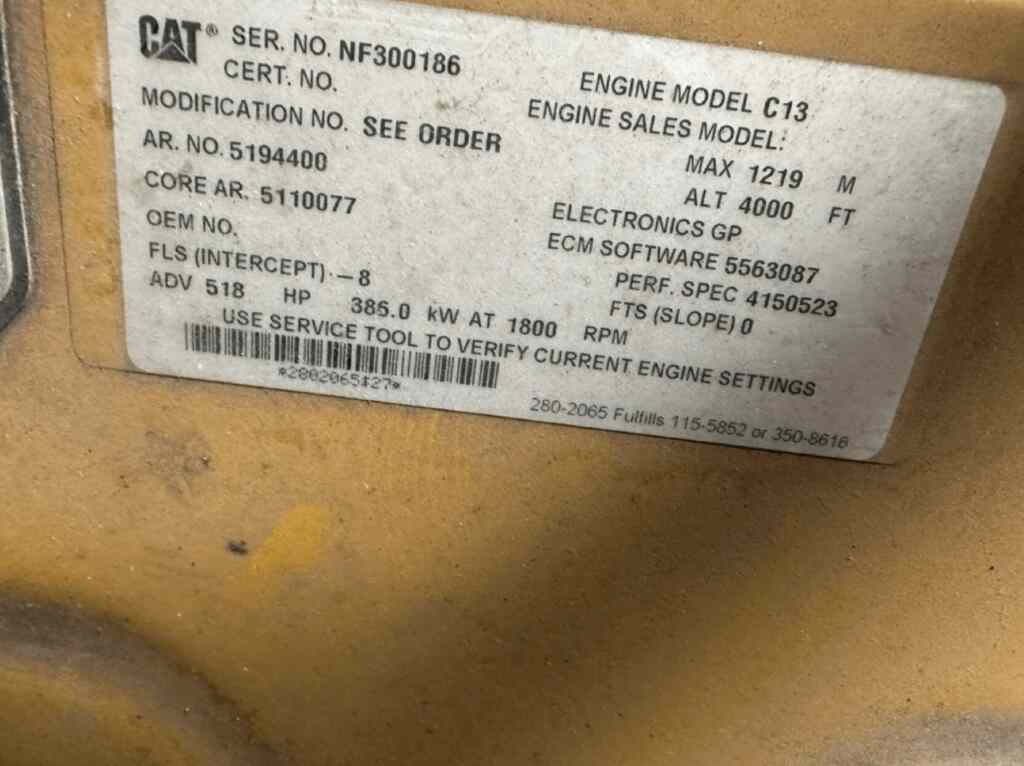 CAT® SER. NO. NF300186
CERT. NO.
MODIFICATION NO. SEE ORDER
AR. NO. 5194400
CORE AR. 5110077
OEM NO.
FLS (INTERCEPT) -8
ENGINE MODEL C13
ENGINE SALES MODEL:
MAX 1219 M
ALT 4000 FT
ELECTRONICS GP
ECM SOFTWARE 5563087
PERF. SPEC 4150523
FTS (SLOPE) 0
ADV 518 HP 385.0 kW AT 1800 RPM
USE SERVICE TOOL TO VERIFY CURRENT ENGINE SETTINGS
*2802065$27*
280-2065 Fulfills 115-5852 or 350-8616